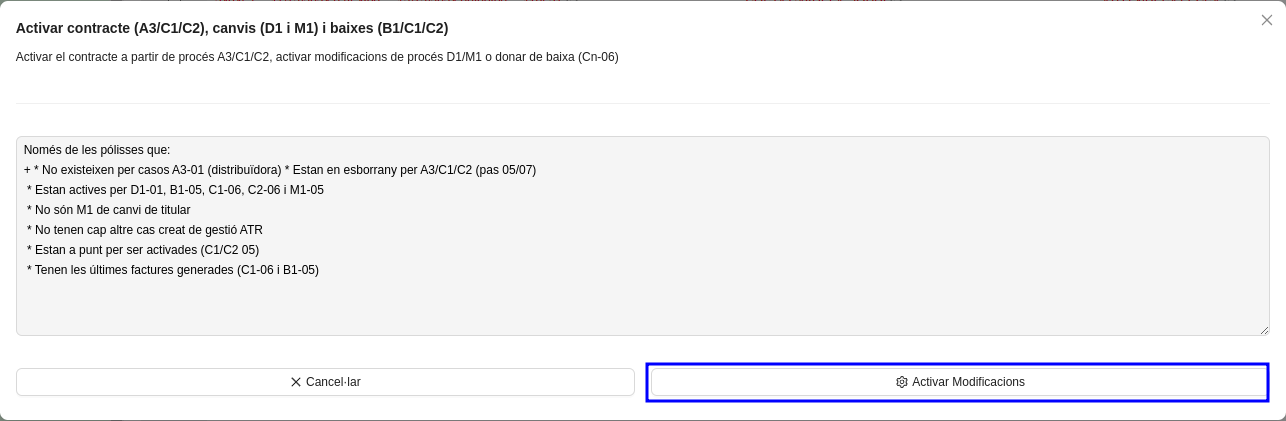 Activar contracte (A3/C1/C2), canvis (D1 i M1) i baixes (B1/C1/C2)
Activar el contracte a partir de procés A3/C1/C2, activar modificacions de procés D1/M1 o donar de baixa (Cn-06)
Només de les pólisses que:
+ * No existeixen per casos A3-01 (distribuïdora) * Estan en esborrany per A3/C1/C2 (pas 05/07)
* Estan actives per D1-01, B1-05, C1-06, C2-06 i M1-05
* No són M1 de canvi de titular
* No tenen cap altre cas creat de gestió ATR
* Estan a punt per ser activades (C1/C2 05)
* Tenen les últimes factures generades (C1-06 i B1-05)
Cancel·lar
Activar Modificacions